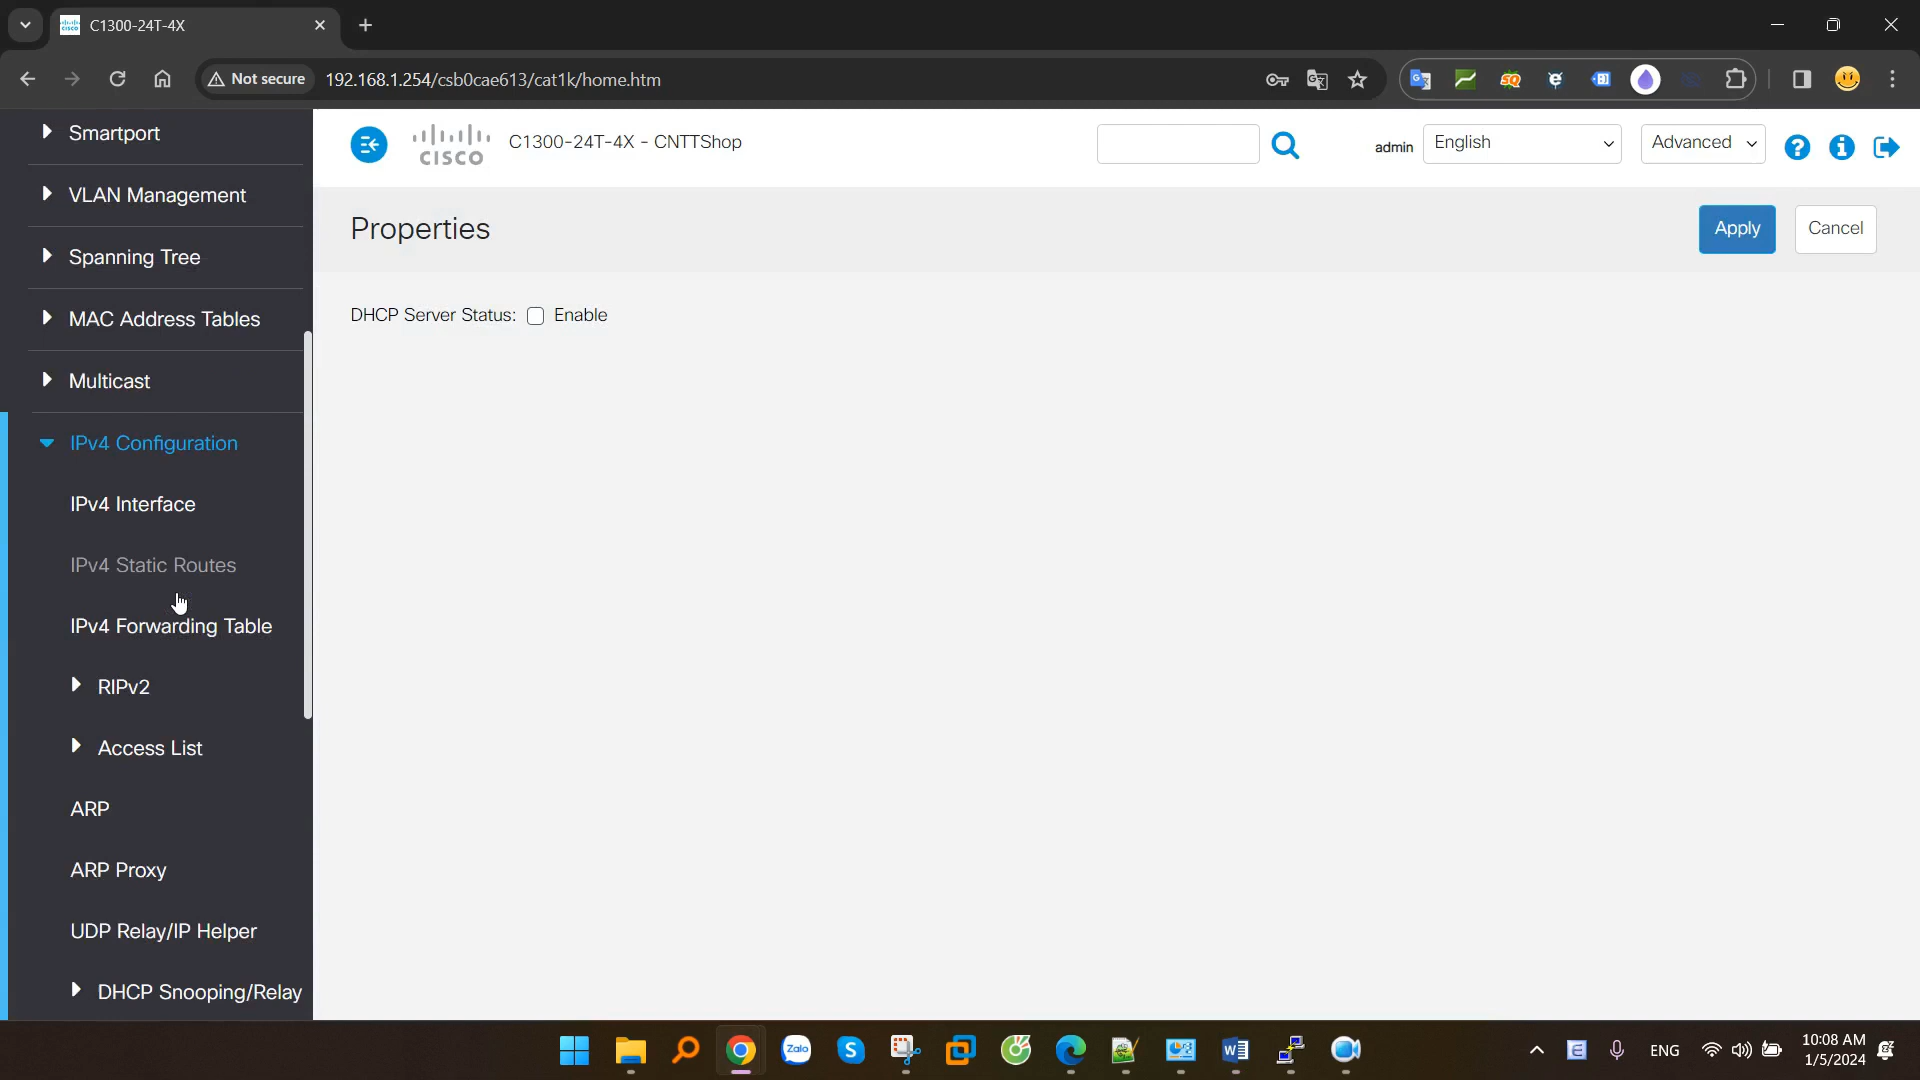 C1300-24T-4X
Not secure
192.168.1.254/csb0cae613/cat1k/home.htm
Smartport
VLAN Management
Spanning Tree
MAC Address Tables
Multicast
IPv4 Configuration
IPv4 Interface
IPv4 Static Routes
IPv4 Forwarding Table
RIPv2
Access List
ARP
ARP Proxy
UDP Relay/IP Helper
DHCP Snooping/Relay
CISCO
C1300-24T-4X - CNTTShop
admin
English
Advanced
Properties
Apply
Cancel
DHCP Server Status:
Enable
Zalo
ENG
10:08 AM
1/5/2024